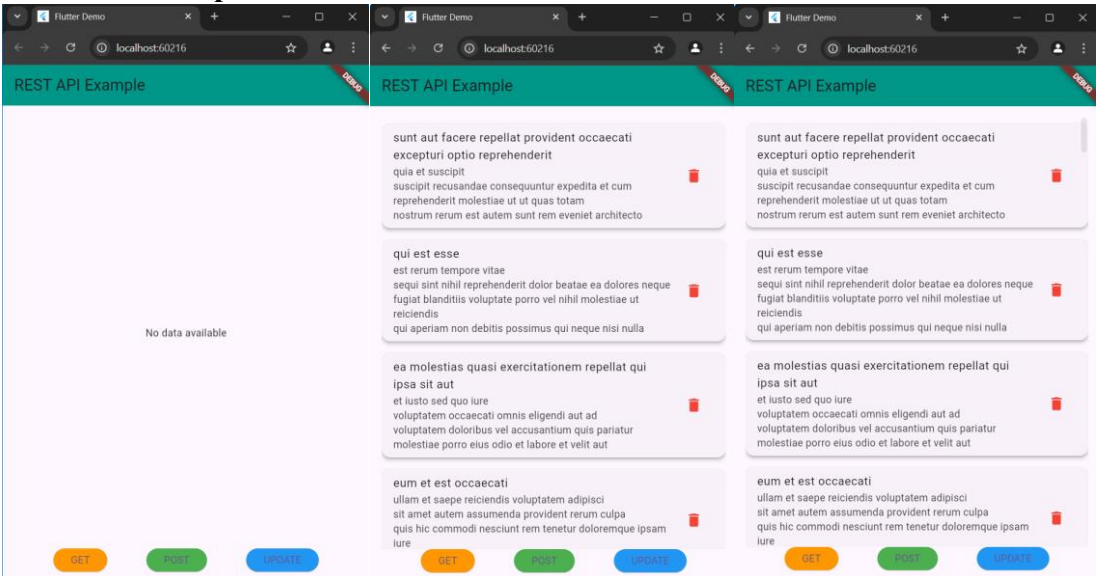 Flutter Demo
localhost:60216
REST API Example
DEBUG
No data available
GET
POST
UPDATE
Flutter Demo
localhost:60216
REST API Example
DEBUG
sunt aut facere repellat provident occaecati
excepturi optio reprehenderit
quia et suscipit
suscipit recusandae consequuntur expedita et cum
reprehenderit molestiae ut ut quas totam
nostrum rerum est autem sunt rem eveniet architecto
qui est esse
est rerum tempore vitae
sequi sint nihil reprehenderit dolor beatae ea dolores neque
fugiat blanditiis voluptate porro vel nihil molestiae ut
reiciendis
qui aperiam non debitis possimus qui neque nisi nulla
ea molestias quasi exercitationem repellat qui
ipsa sit aut
et iusto sed quo iure
voluptatem occaecati omnis eligendi aut ad
voluptatem doloribus vel accusantium quis pariatur
molestiae porro eius odio et labore et velit aut
eum et est occaecati
ullam et saepe reiciendis voluptatem adipisci
sit amet autem assumenda provident rerum culpa
quis hic commodi nesciunt rem tenetur doloremque ipsam
iure
GET
POST
UPDATE
Flutter Demo
localhost:60216
REST API Example
DEBUG
sunt aut facere repellat provident occaecati
excepturi optio reprehenderit
quia et suscipit
suscipit recusandae consequuntur expedita et cum
reprehenderit molestiae ut ut quas totam
nostrum rerum est autem sunt rem eveniet architecto
qui est esse
est rerum tempore vitae
sequi sint nihil reprehenderit dolor beatae ea dolores neque
fugiat blanditiis voluptate porro vel nihil molestiae ut
reiciendis
qui aperiam non debitis possimus qui neque nisi nulla
ea molestias quasi exercitationem repellat qui
ipsa sit aut
et iusto sed quo iure
voluptatem occaecati omnis eligendi aut ad
voluptatem doloribus vel accusantium quis pariatur
molestiae porro eius odio et labore et velit aut
eum et est occaecati
ullam et saepe reiciendis voluptatem adipisci
sit amet autem assumenda provident rerum culpa
quis hic commodi nesciunt rem tenetur doloremque ipsam
iure
GET
POST
UPDATE